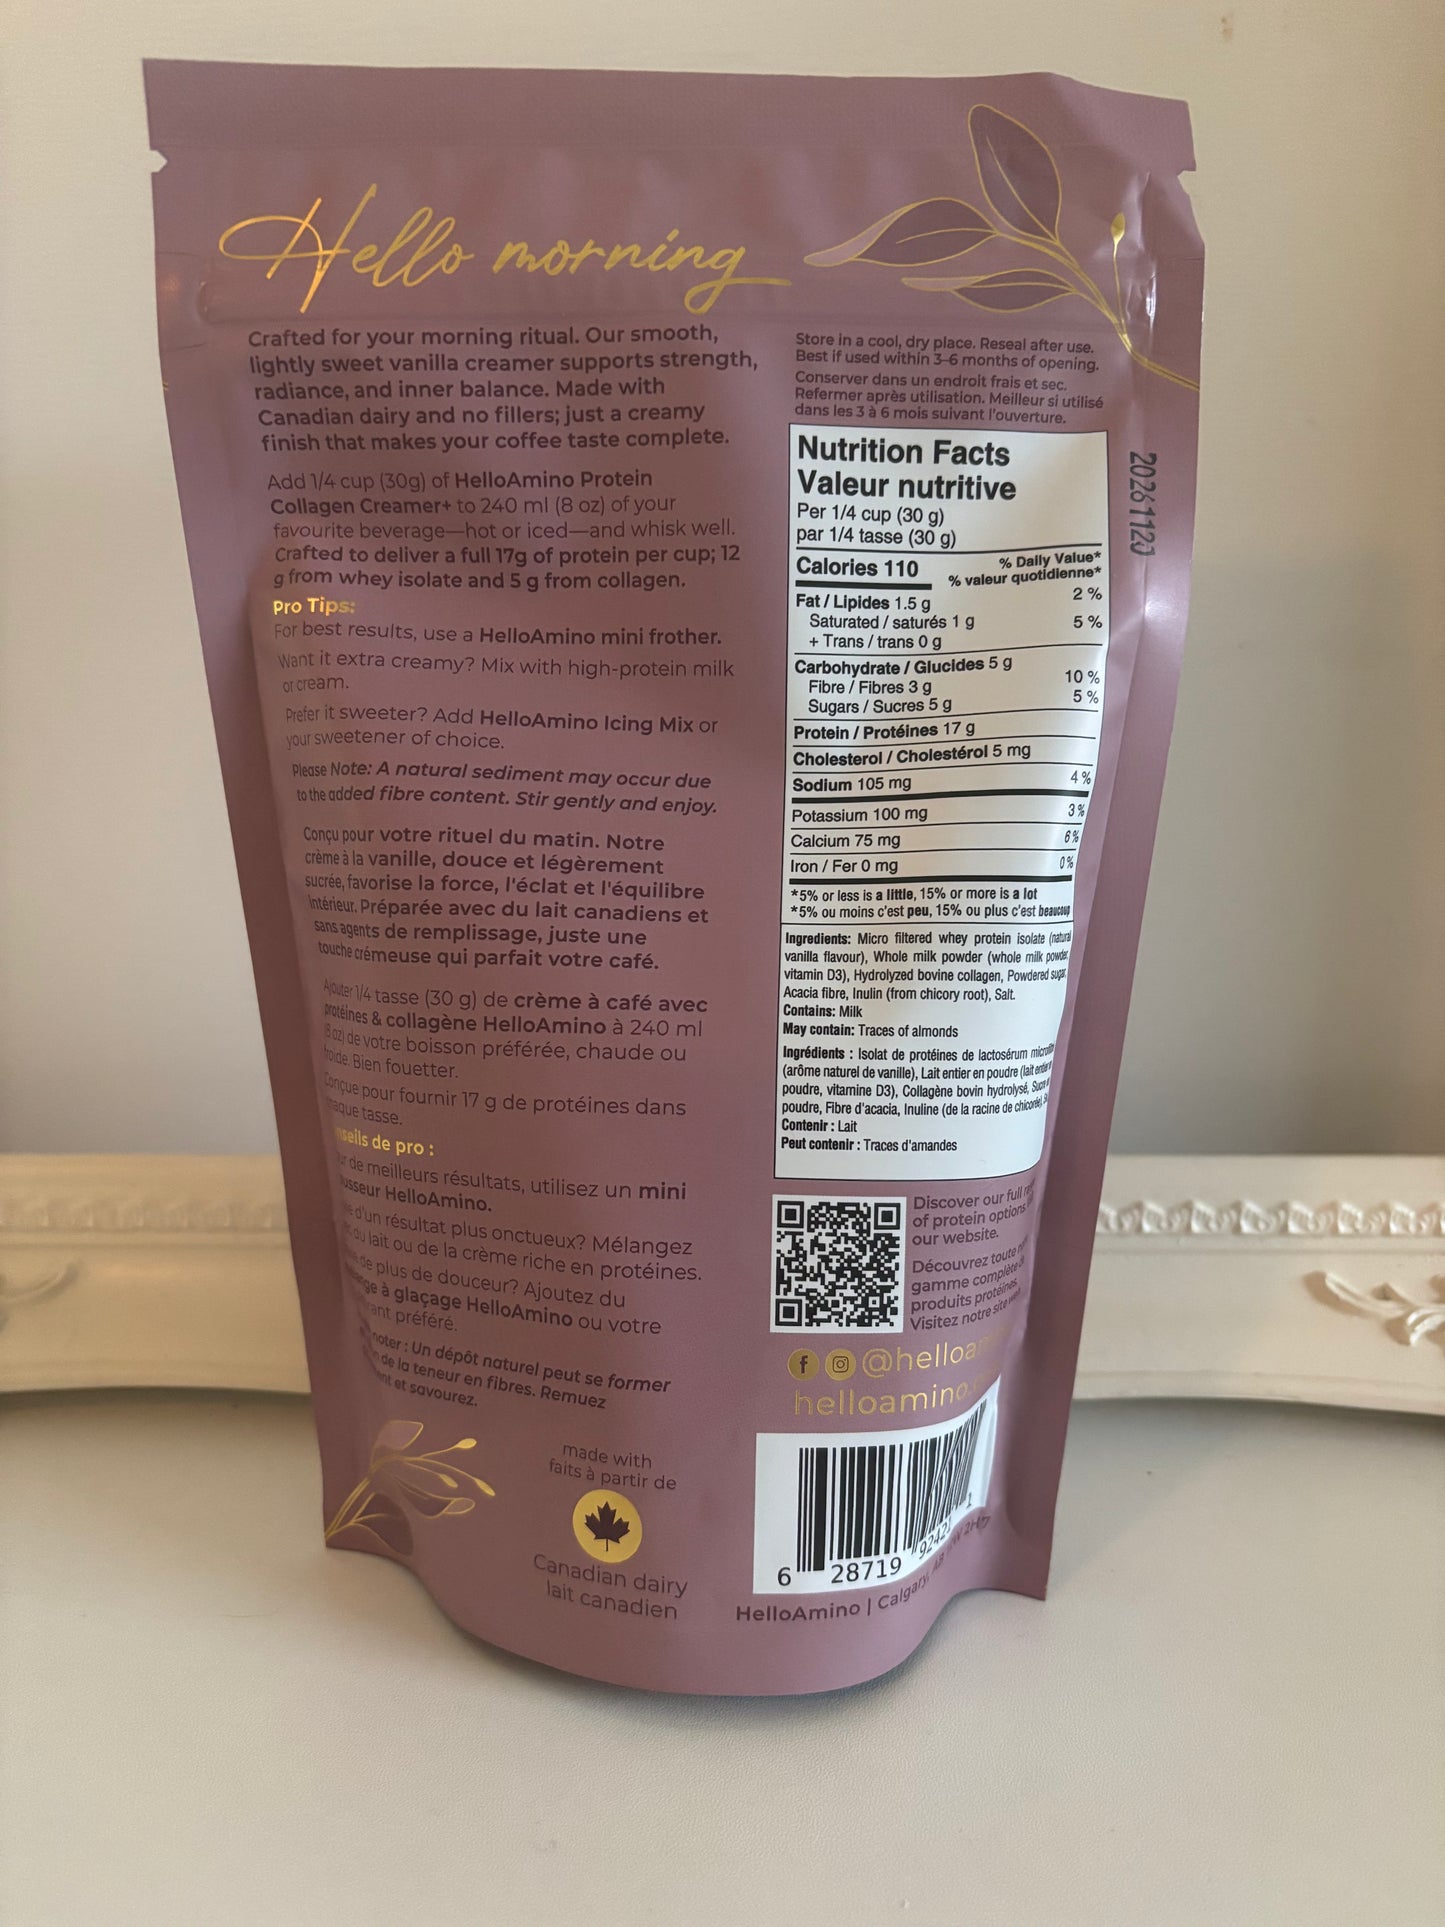 Hello morning
Crafted for your morning ritual. Our smooth,
lightly sweet vanilla creamer supports strength,
radiance, and inner balance. Made with
Canadian dairy and no fillers; just a creamy
finish that makes your coffee taste complete.
Add 1/4 cup (30g) of HelloAmino Protein
Collagen Creamer+ to 240 ml (8 oz) of your
favourite beverage—hot or iced—and whisk well.
Crafted to deliver a full 17g of protein per cup; 12
g from whey isolate and 5 g from collagen.
Pro Tips:
For best results, use a HelloAmino mini frother.
Want it extra creamy? Mix with high-protein milk
or cream.
Prefer it sweeter? Add HelloAmino Icing Mix or
your sweetener of choice.
Please Note: A natural sediment may occur due
to the added fibre content. Stir gently and enjoy.
Conçu pour votre rituel du matin. Notre
crème à la vanille, douce et légèrement
sucrée, favorise la force, l'éclat et l'équilibre
intérieur. Préparée avec du lait canadiens et
sans agents de remplissage, juste une
touche crémeuse qui parfait votre café.
Ajouter 1/4 tasse (30 g) de crème à café avec
protéines & collagène HelloAmino à 240 ml
(8 oz) de votre boisson préférée, chaude ou
froide. Bien fouetter.
Conçue pour fournir 17 g de protéines dans
tasse.
de pro :
de meilleurs résultats, utilisez un mini
HelloAmino.
d'un résultat plus onctueux? Mélangez
du lait ou de la crème riche en protéines.
de plus de douceur? Ajoutez du
à glaçage HelloAmino ou votre
préféré.
noter : Un dépôt naturel peut se former
de la teneur en fibres. Remuez
et savourez.
made with
faits à partir de
Canadian dairy
lait canadien
Store in a cool, dry place. Reseal after use.
Best if used within 3-6 months of opening.
Conserver dans un endroit frais et sec.
Refermer après utilisation. Meilleur si utilisé
dans les 3 à 6 mois suivant l'ouverture.
20261120
Nutrition Facts
Valeur nutritive
Per 1/4 cup (30 g)
par 1/4 tasse (30 g)
Calories 110
% Daily Value*
% valeur quotidienne*
Fat / Lipides 1.5 g 2 %
Saturated / saturés 1 g 5 %
+ Trans / trans 0 g
Carbohydrate / Glucides 5 g
Fibre / Fibres 3 g 10 %
Sugars / Sucres 5 g 5 %
Protein / Protéines 17 g
Cholesterol / Cholestérol 5 mg
Sodium 105 mg 4 %
Potassium 100 mg 3 %
Calcium 75 mg 6 %
Iron / Fer 0 mg 0 %
*5% or less is a little, 15% or more is a lot
*5% ou moins c'est peu, 15% ou plus c'est beaucoup
Ingredients: Micro filtered whey protein isolate (natural
vanilla flavour), Whole milk powder (whole milk powder,
vitamin D3), Hydrolyzed bovine collagen, Powdered sugar,
Acacia fibre, Inulin (from chicory root), Salt.
Contains: Milk
May contain: Traces of almonds
Ingrédients : Isolat de protéines de lactosérum
(arôme naturel de vanille), Lait entier en poudre (lait entier
poudre, vitamine D3), Collagène bovin hydrolysé, Sucre
poudre, Fibre d'acacia, Inuline (de la racine de chicorée),
Contenir : Lait
Peut contenir : Traces d'amandes
Discover our full
of protein options
our website.
Découvrez toute
gamme complète
produits protéinés.
Visitez notre site
helloamino
6 28719 1
HelloAmino | Calgary, AB